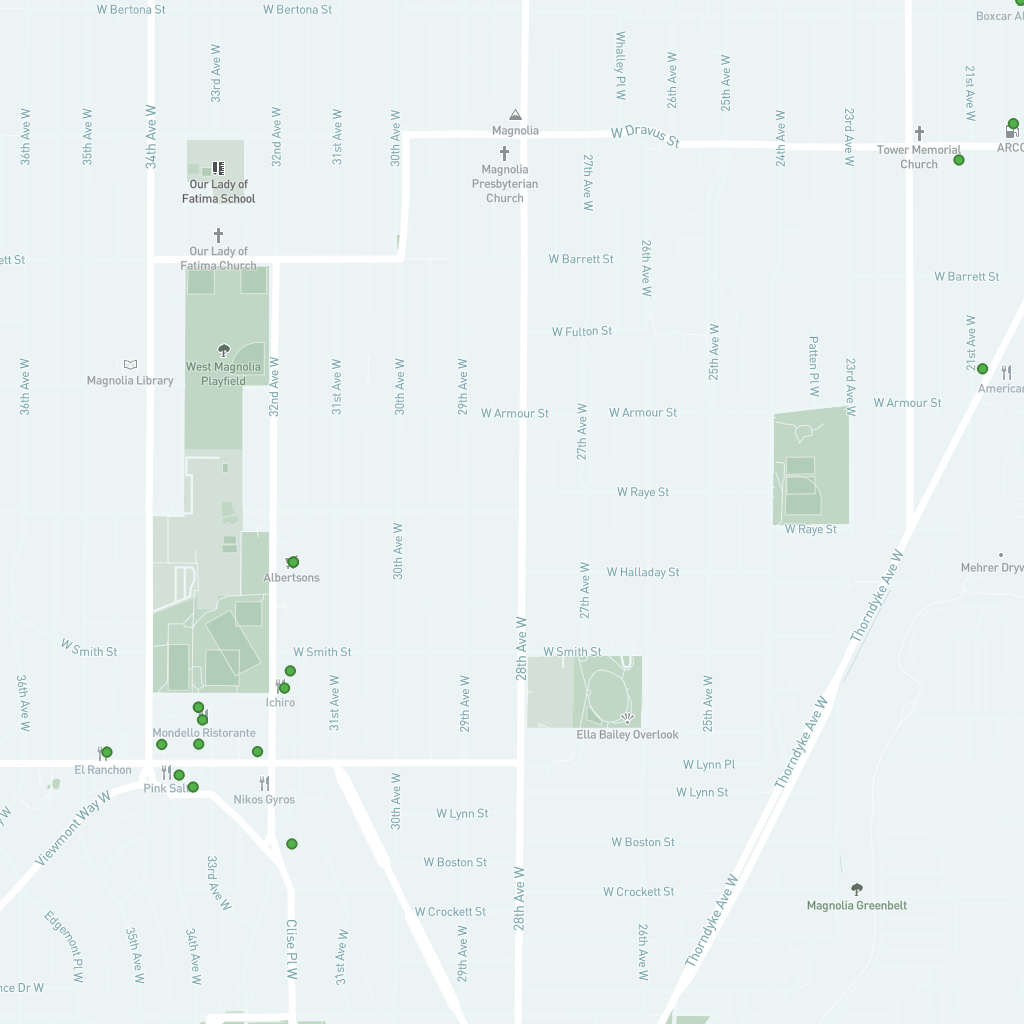 W Bertona St
W Bertona St
Boxcar Al
Whalley Pl W
33rd Ave W
26th Ave W
25th Ave W
21st Ave W
36th Ave W
35th Ave W
34th Ave W
32nd Ave W
31st Ave W
30th Ave W
24th Ave W
23rd Ave W
Magnolia
W Dravus St
ARCO
Tower Memorial
Church
Magnolia
Presbyterian
Church
27th Ave W
Our Lady of
Fatima School
Our Lady of
Fatima Church
ett St
W Barrett St
26th Ave W
W Barrett St
W Fulton St
21st Ave W
25th Ave W
Patten Pl W
23rd Ave W
West Magnolia
Playfield
Magnolia Library
36th Ave W
32nd Ave W
31st Ave W
30th Ave W
29th Ave W
American
W Armour St
W Armour St
W Armour St
27th Ave W
W Raye St
W Raye St
30th Ave W
Albertsons
W Halladay St
27th Ave W
Mehrer Dryw
Thorndyke Ave W
W Smith St
W Smith St
W Smith St
28th Ave W
36th Ave W
Ichiro
31st Ave W
29th Ave W
25th Ave W
Mondello Ristorante
Ella Bailey Overlook
Thorndyke Ave W
El Ranchon
W Lynn Pl
Pink Salt
Nikos Gyros
30th Ave W
W Lynn St
W Lynn St
y W
Viewmont Way W
W Boston St
W Boston St
33rd Ave W
28th Ave W
W Crockett St
Thorndyke Ave W
Magnolia Greenbelt
W Crockett St
Edgemont Pl W
35th Ave W
34th Ave W
Clise Pl W
31st Ave W
29th Ave W
26th Ave W
nce Dr W